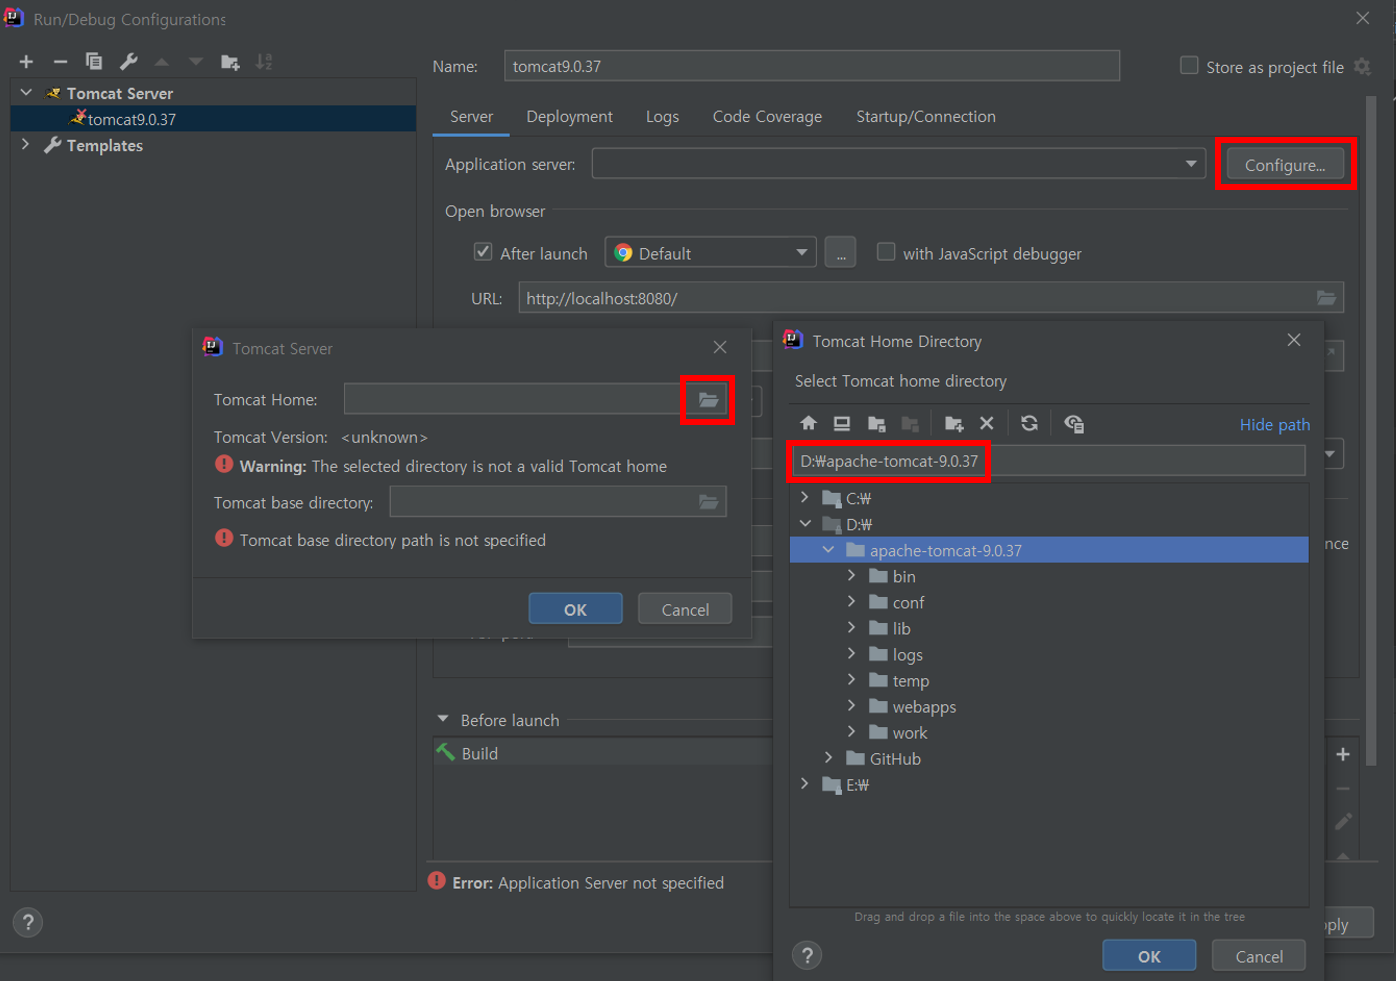 Run/Debug Configurations
Name: tomcat9.0.37
Store as project file
Tomcat Server
tomcat9.0.37
Templates
Server Deployment Logs Code Coverage Startup/Connection
Application server: Configure...
Open browser
After launch Default ... with JavaScript debugger
URL: http://localhost:8080/
Tomcat Server
Tomcat Home:
Tomcat Version: <unknown>
Warning: The selected directory is not a valid Tomcat home
Tomcat base directory:
Tomcat base directory path is not specified
OK Cancel
Tomcat Home Directory
Select Tomcat home directory
Hide path
D:₩apache-tomcat-9.0.37
C:₩
D:₩
apache-tomcat-9.0.37
bin
conf
lib
logs
temp
webapps
work
GitHub
E:₩
Drag and drop a file into the space above to quickly locate it in the tree
? OK Cancel
Before launch
Build
Error: Application Server not specified
?